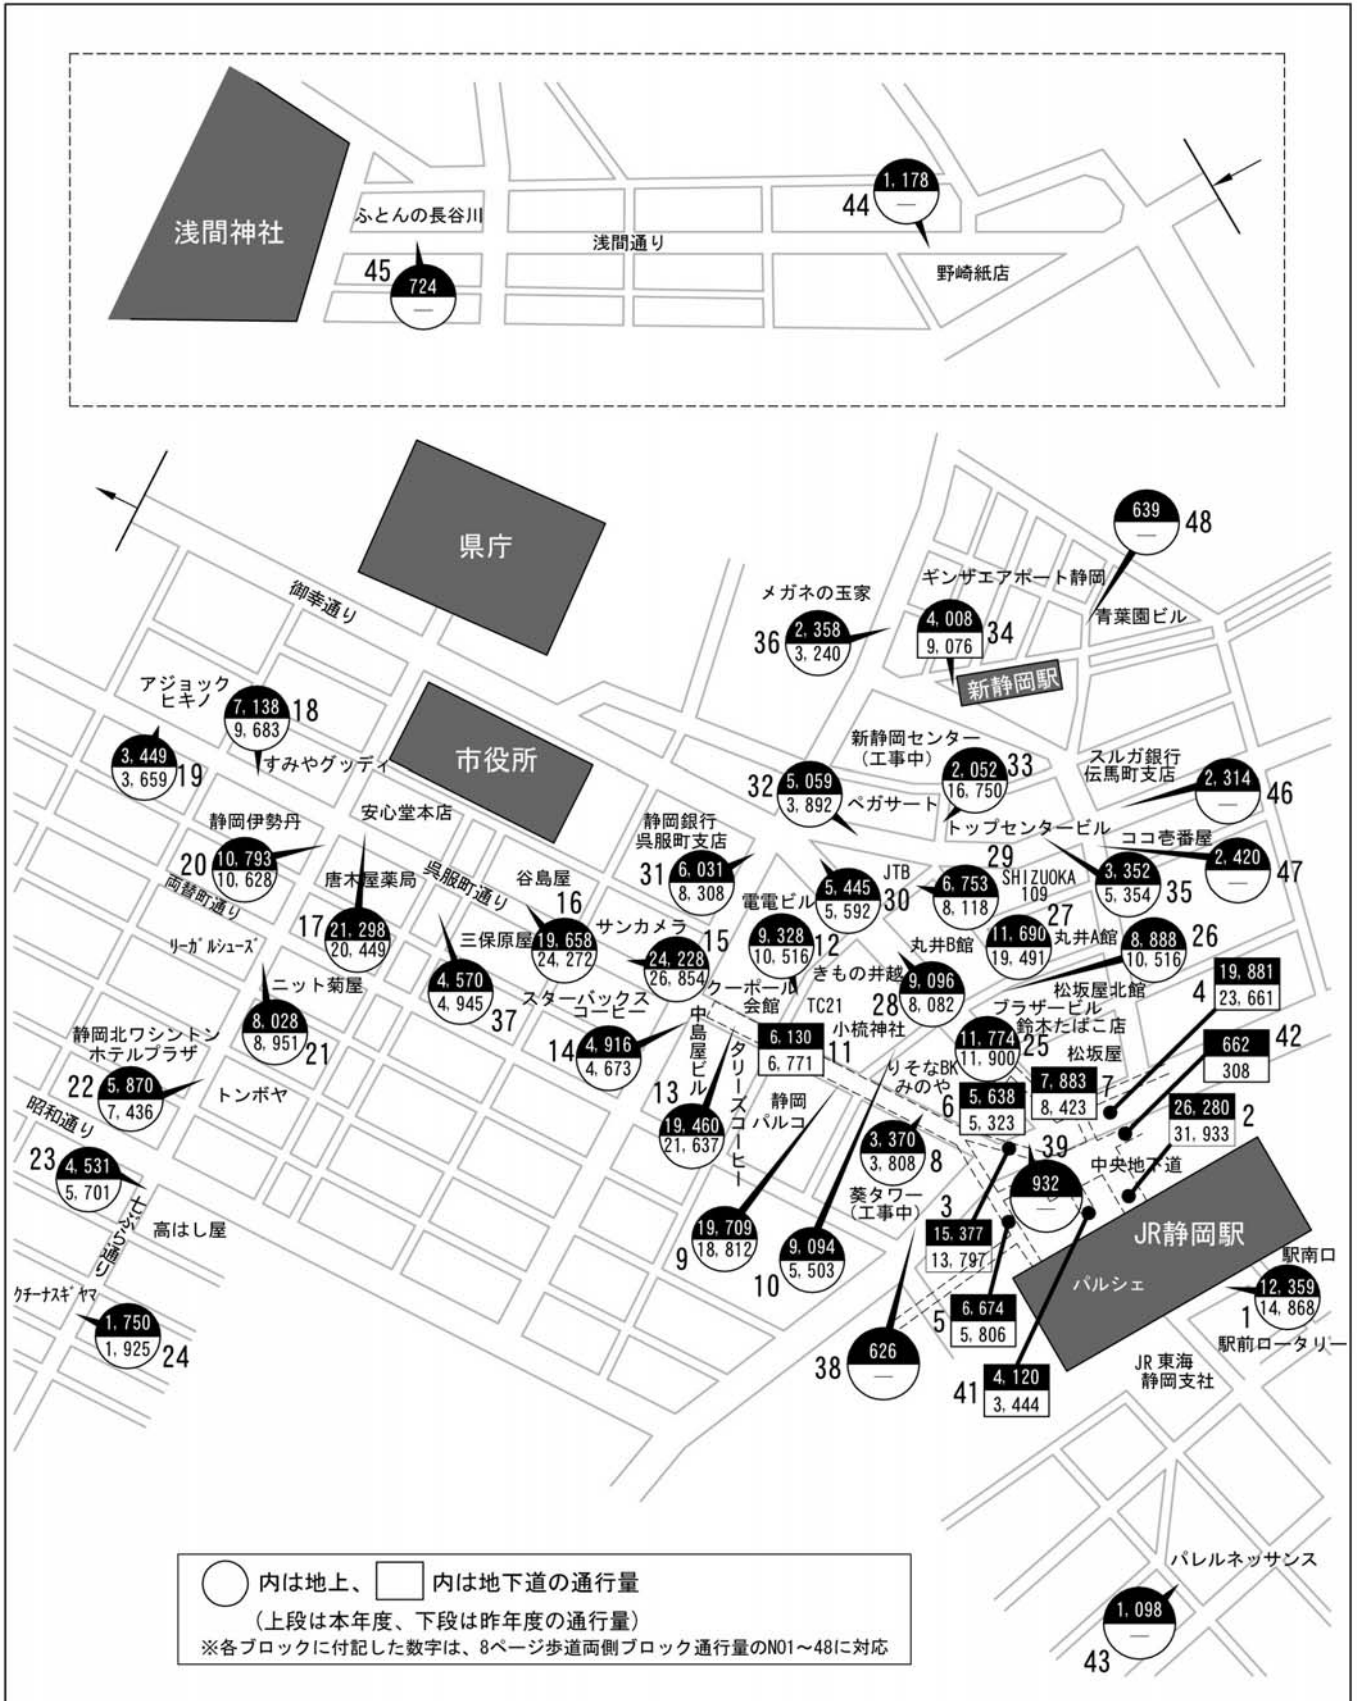 浅間神社
ふとんの長谷川
45
724
—
浅間通り
44
1,178
—
野崎紙店
県庁
御幸通り
市役所
639
—
48
ギンザエアポート静岡
青葉園ビル
メガネの玉家
36
2,358
3,240
4,008
9,076
34
新静岡駅
アジョック
ヒキノ
3,449
3,659
19
7,138
9,683
18
すみやグッディ
新静岡センター
(工事中)
2,052
16,750
33
スルガ銀行
伝馬町支店
2,314
—
46
32
5,059
3,892
ペガサート
トップセンタービル
ココ壱番屋
2,420
—
47
静岡伊勢丹
20
10,793
10,628
両替町通り
安心堂本店
唐木屋薬局
17
21,298
20,449
呉服町通り
谷島屋
16
19,658
24,272
静岡銀行
呉服町支店
31
6,031
8,308
5,445
5,592
30
JTB
29
6,753
8,118
SHIZUOKA
109
3,352
5,354
35
電電ビル
9,328
10,516
12
27
11,690
19,491
丸井A館
8,888
10,516
26
サンカメラ
15
24,228
26,854
三保原屋
4,570
4,945
37
リーガルシューズ
ニット菊屋
8,028
8,951
21
丸井B館
9,096
8,082
28
きもの井越
TC21
クーポール
会館
松坂屋北館
ブラザービル
鈴木たばこ店
11,774
11,900
25
松坂屋
4
19,881
23,661
スターバックス
コーヒー
14
4,916
4,673
中島屋ビル
小梳神社
6,130
6,771
11
662
308
42
静岡北ワシントン
ホテルプラザ
22
5,870
7,436
トンボヤ
13
19,460
21,637
タリーズコーヒー
静岡
パルコ
りそなBK
みのや
6
5,638
5,323
7,883
8,423
7
26,280
31,933
2
昭和通り
23
4,531
5,701
七ぶら通り
高はし屋
3,370
3,808
8
葵タワー
(工事中)
39
932
—
中央地下道
3
15,377
13,797
9
19,709
18,812
10
9,094
5,503
JR静岡駅
パルシェ
駅南口
12,359
14,868
1
駅前ロータリー
5
6,674
5,806
クチーナスギヤマ
1,750
1,925
24
38
626
—
41
4,120
3,444
JR東海
静岡支社
パレルネッサンス
1,098
—
43
内は地上、 内は地下道の通行量
(上段は本年度、下段は昨年度の通行量)
※各ブロックに付記した数字は、8ページ歩道両側ブロック通行量のNO1～48に対応